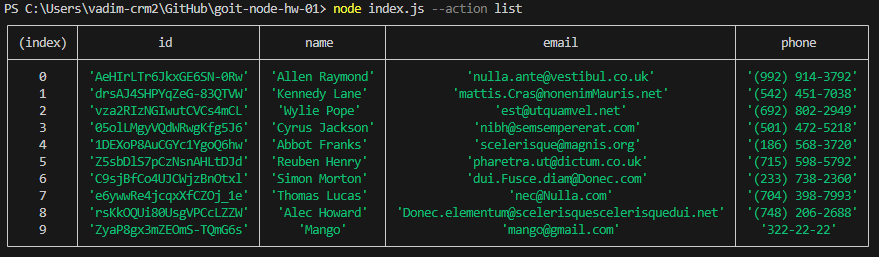 PS C:\Users\vadim-crm2\GitHub\goit-node-hw-01> node index.js --action list
(index) id name email phone
0 'AeHIrLTr6JkxGE6SN-0Rw' 'Allen Raymond' 'nulla.ante@vestibul.co.uk' '(992) 914-3792'
1 'drsAJ4SHPYqZeG-83QTVW' 'Kennedy Lane' 'mattis.Cras@nonenimMauris.net' '(542) 451-7038'
2 'vza2RIzNGIwutCVCs4mCL' 'Wylie Pope' 'est@utquamvel.net' '(692) 802-2949'
3 '05olLMgyVQdWRwgKfg5J6' 'Cyrus Jackson' 'nibh@semsempererat.com' '(501) 472-5218'
4 '1DEXoP8AuCGYc1YgoQ6hw' 'Abbot Franks' 'scelerisque@magnis.org' '(186) 568-3720'
5 'Z5sbDlS7pCzNsnAHLtDJd' 'Reuben Henry' 'pharetra.ut@dictum.co.uk' '(715) 598-5792'
6 'C9sjBfCo4UJCWjzBnOtxl' 'Simon Morton' 'dui.Fusce.diam@Donec.com' '(233) 738-2360'
7 'e6ywwRe4jcqxXfCZOj_1e' 'Thomas Lucas' 'nec@Nulla.com' '(704) 398-7993'
8 'rsKkOQUi80UsgVPCcLZZW' 'Alec Howard' 'Donec.elementum@scelerisquescelerisquedui.net' '(748) 206-2688'
9 'ZyaP8gx3mZEOmS-TQmG6s' 'Mango' 'mango@gmail.com' '322-22-22'